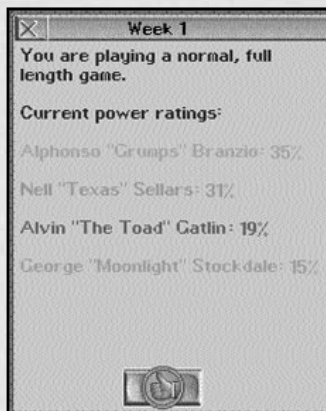 Week 1
You are playing a normal, full
length game.
Current power ratings:
Alphonso "Grumps" Branzio: 35%
Nell "Texas" Sellars: 31%
Alvin "The Toad" Gatlin: 19%
George "Moonlight" Stockdale: 15%